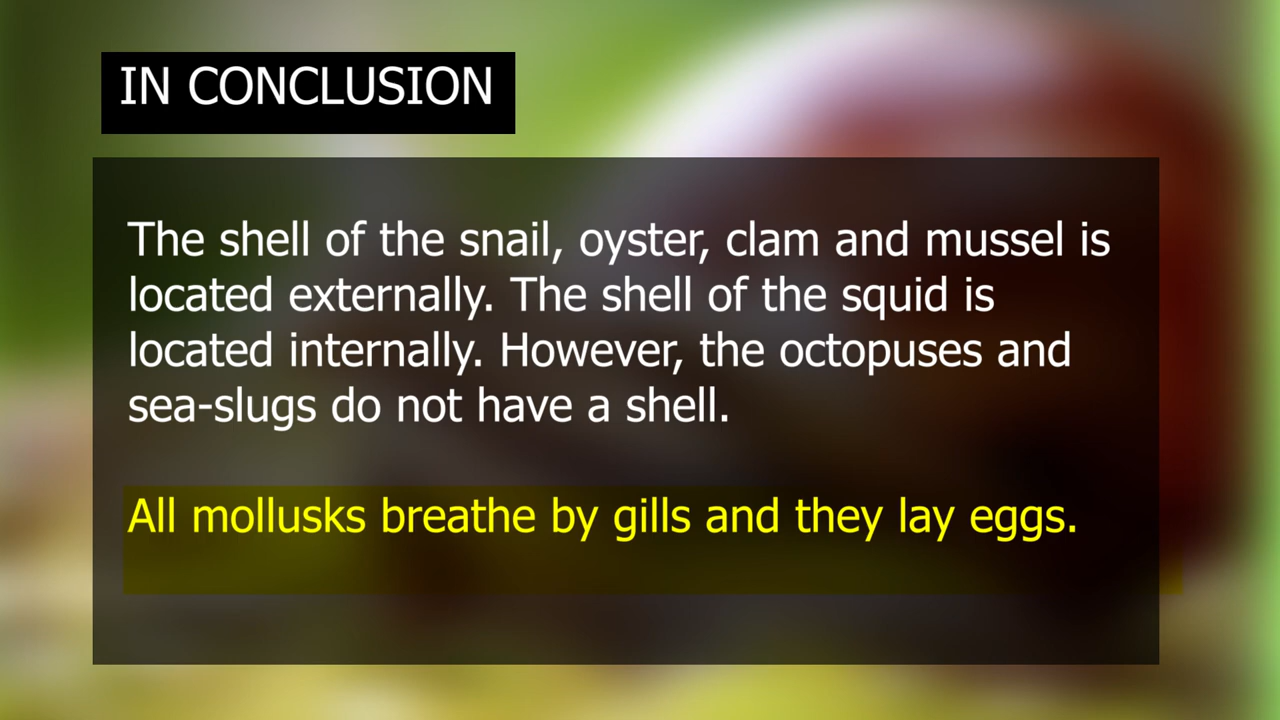 IN CONCLUSION
The shell of the snail, oyster, clam and mussel is
located externally. The shell of the squid is
located internally. However, the octopuses and
sea-slugs do not have a shell.
All mollusks breathe by gills and they lay eggs.